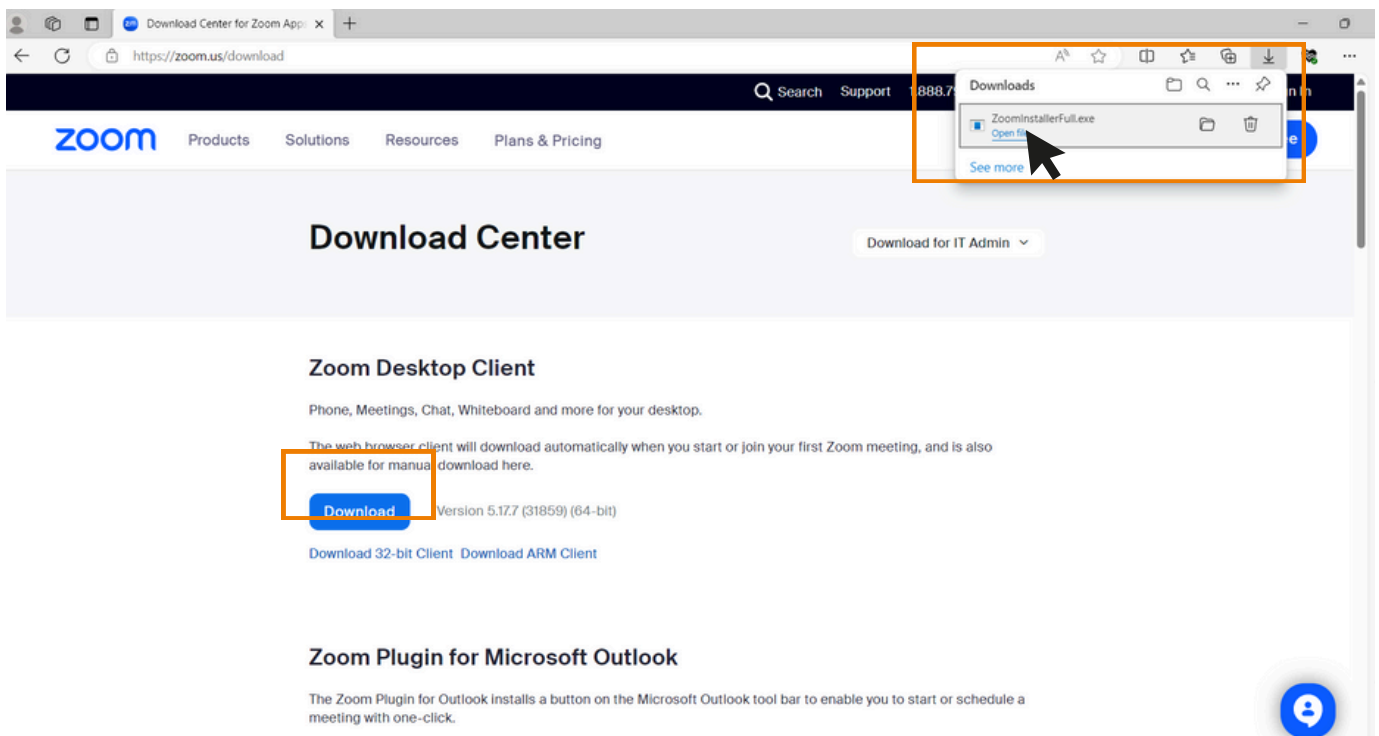 Download Center for Zoom App
https://zoom.us/download
Search Support 1.888.79
Downloads
ZoomInstallerFull.exe
Open file
See more
zoom Products Solutions Resources Plans & Pricing
Download Center
Download for IT Admin
Zoom Desktop Client
Phone, Meetings, Chat, Whiteboard and more for your desktop.
The web browser client will download automatically when you start or join your first Zoom meeting, and is also
available for manual download here.
Download Version 5.17.7 (31859) (64-bit)
Download 32-bit Client Download ARM Client
Zoom Plugin for Microsoft Outlook
The Zoom Plugin for Outlook installs a button on the Microsoft Outlook tool bar to enable you to start or schedule a
meeting with one-click.